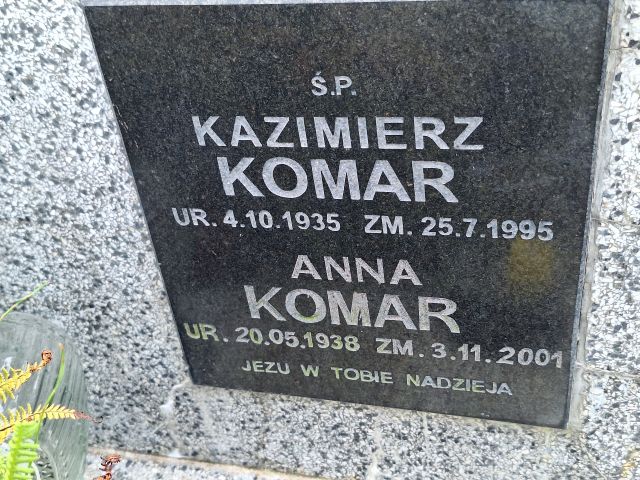 Ś.P.
KAZIMIERZ
KOMAR
UR. 4.10.1935 ZM. 25.7.1995
ANNA
KOMAR
UR. 20.05.1938 ZM. 3.11.2001
JEZU W TOBIE NADZIEJA